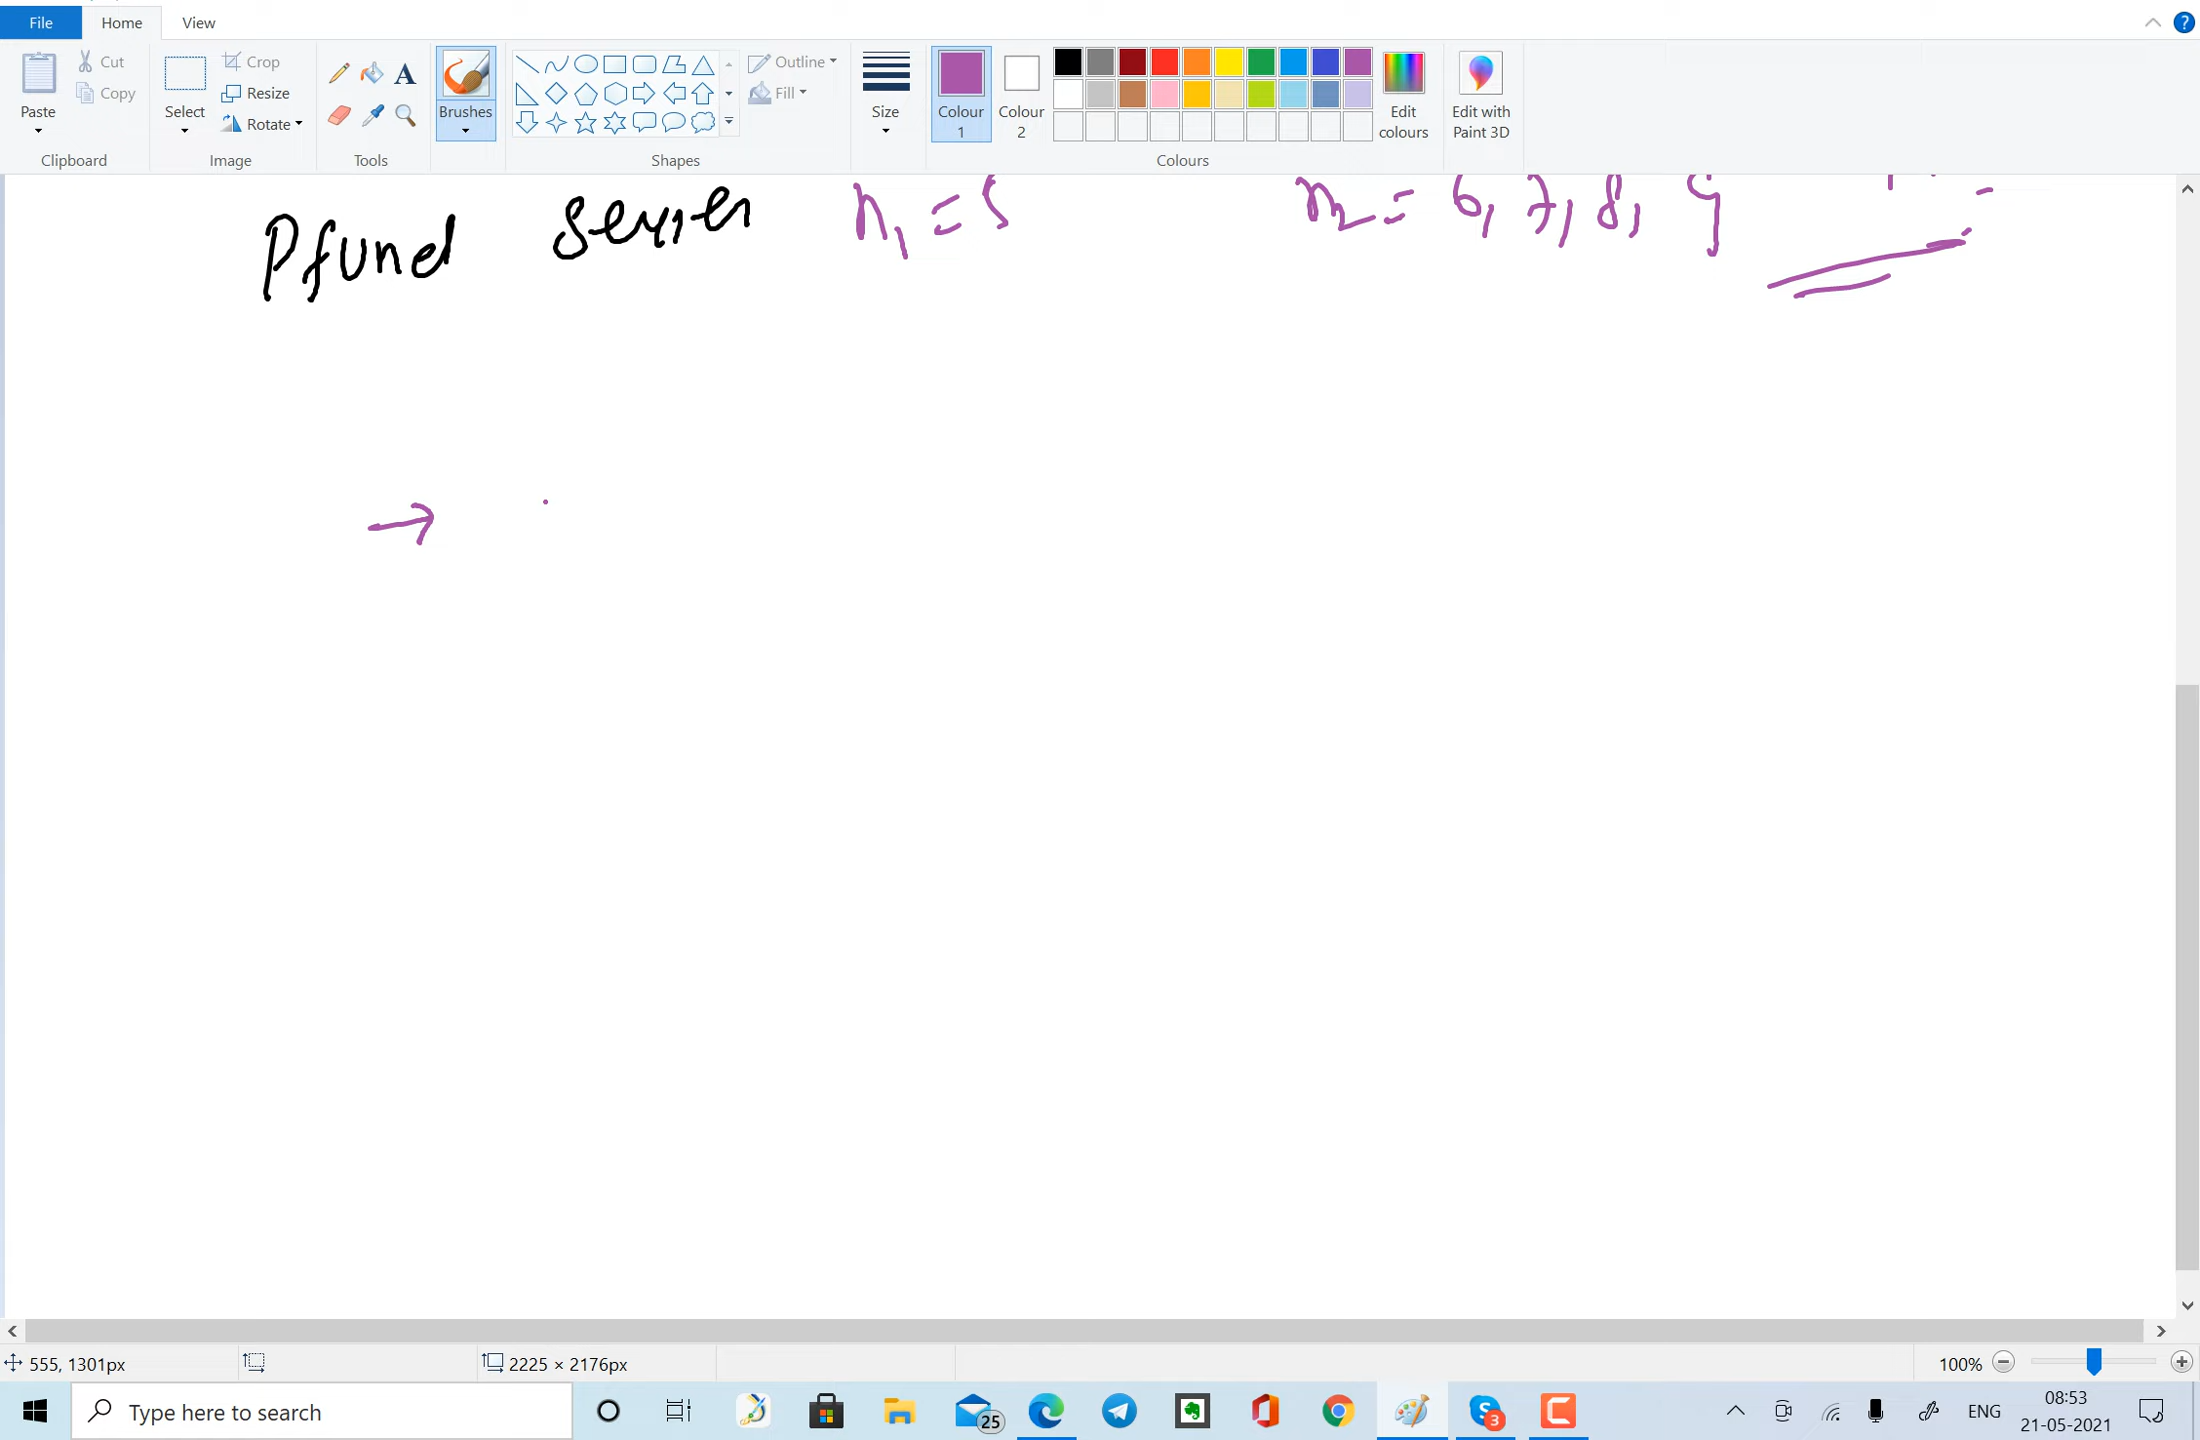 File Home View
Paste Cut Copy Clipboard
Select Crop Resize Rotate Image
A Tools
Brushes
Outline Fill Shapes
Size
Colour 1 Colour 2 Edit colours Colours
Edit with Paint 3D
Pfund n₁ = 5 n₂ = 6, 7, 8, 9
555, 1301px 2225 × 2176px 100%
Type here to search 25 3 ENG 08:53
21-05-2021